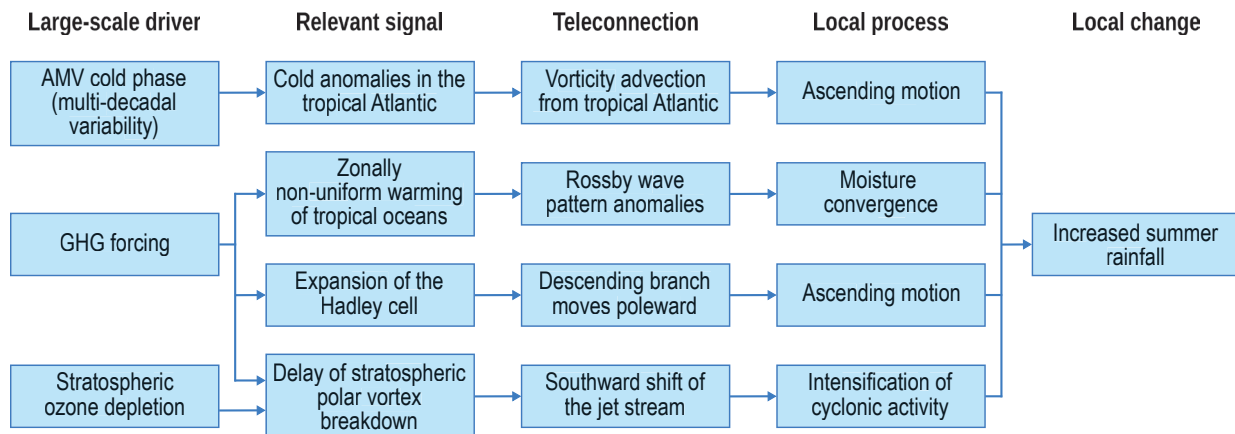 Large-scale driver
Relevant signal
Teleconnection
Local process
Local change
AMV cold phase
(multi-decadal
variability)
Cold anomalies in the
tropical Atlantic
Vorticity advection
from tropical Atlantic
Ascending motion
Zonally
non-uniform warming
of tropical oceans
Rossby wave
pattern anomalies
Moisture
convergence
GHG forcing
Increased summer
rainfall
Expansion of the
Hadley cell
Descending branch
moves poleward
Ascending motion
Stratospheric
ozone depletion
Delay of stratospheric
polar vortex
breakdown
Southward shift of
the jet stream
Intensification of
cyclonic activity